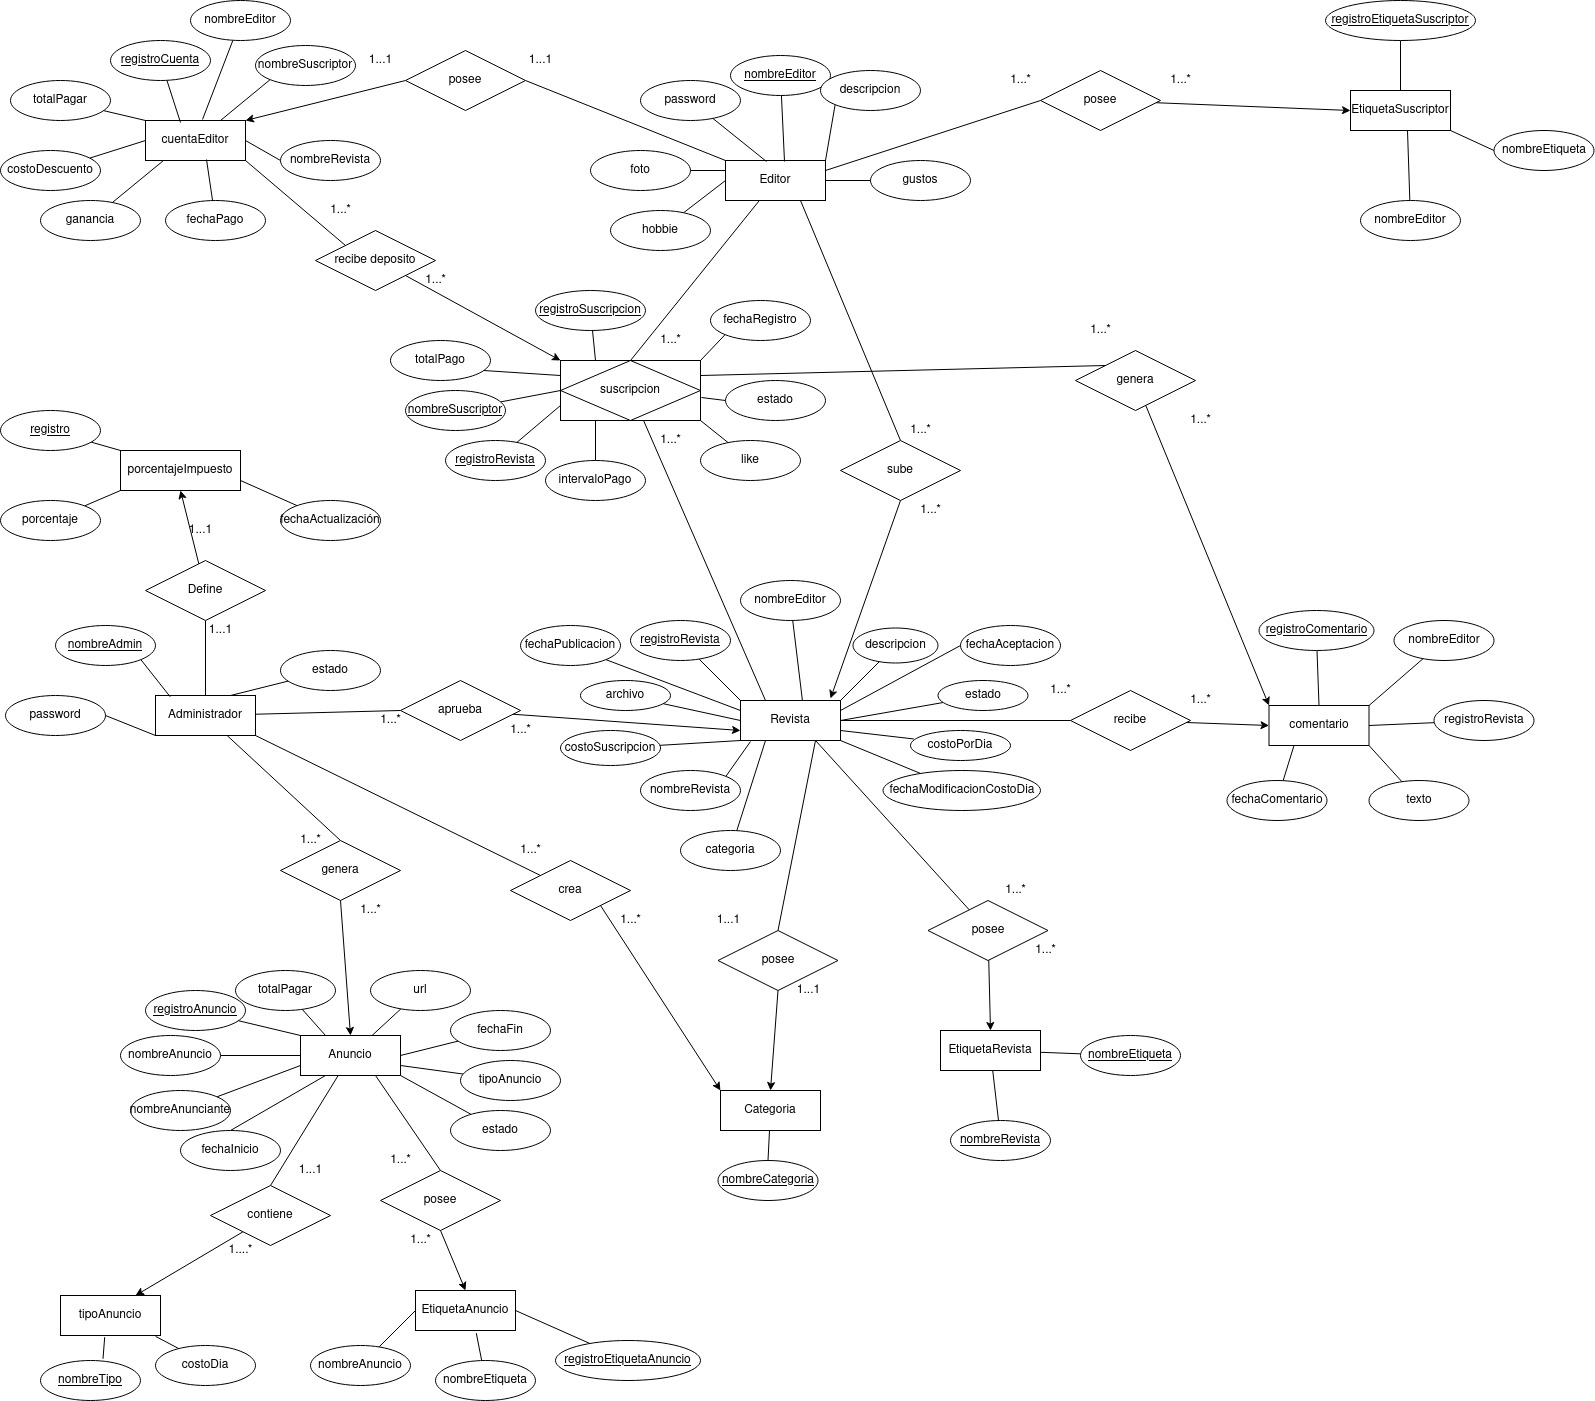 nombreEditor
registroCuenta
nombreSuscriptor
totalPagar
cuentaEditor
costoDescuento
nombreRevista
ganancia
fechaPago
1...1
posee
1...1
password
nombreEditor
descripcion
foto
Editor
gustos
hobbie
1...*
posee
1...*
registroEtiquetaSuscriptor
EtiquetaSuscriptor
nombreEtiqueta
nombreEditor
1...*
recibe deposito
1...*
registroSuscripcion
fechaRegistro
totalPago
1...*
suscripcion
estado
nombreSuscriptor
registroRevista
1...*
like
intervaloPago
1...*
genera
1...*
1...*
sube
1...*
registro
porcentajeImpuesto
porcentaje
fechaActualización
1...1
Define
1...1
nombreAdmin
estado
password
Administrador
1...*
aprueba
1...*
nombreEditor
fechaPublicacion
registroRevista
descripcion
fechaAceptacion
archivo
estado
Revista
costoSuscripcion
costoPorDia
nombreRevista
fechaModificacionCostoDia
categoria
1...*
recibe
1...*
registroComentario
nombreEditor
comentario
registroRevista
fechaComentario
texto
1...*
genera
1...*
1...*
crea
1...*
1...1
posee
1...1
1...*
posee
1...*
totalPagar
url
registroAnuncio
fechaFin
nombreAnuncio
Anuncio
tipoAnuncio
nombreAnunciante
estado
fechaInicio
EtiquetaRevista
nombreEtiqueta
nombreRevista
Categoria
nombreCategoria
1...1
contiene
1....*
1...*
posee
1...*
tipoAnuncio
nombreTipo
costoDia
EtiquetaAnuncio
nombreAnuncio
nombreEtiqueta
registroEtiquetaAnuncio